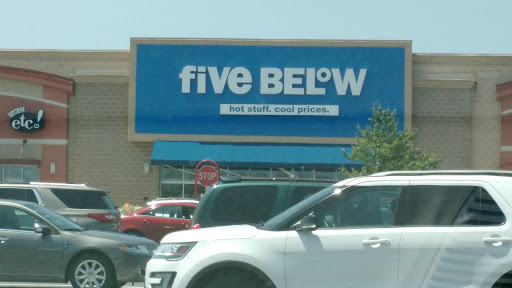 five BELOW
hot stuff. cool prices.
etc!
STOP